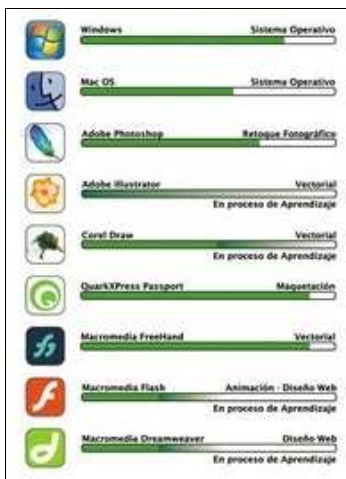 Windows Sistema Operativo
Mac OS Sistema Operativo
Adobe Photoshop Retoque Fotográfico
Adobe Illustrator Vectorial
En proceso de Aprendizaje
Corel Draw Vectorial
En proceso de Aprendizaje
QuarkXPress Passport Maquetación
Macromedia FreeHand Vectorial
Macromedia Flash Animación - Diseño Web
En proceso de Aprendizaje
Macromedia Dreamweaver Diseño Web
En proceso de Aprendizaje